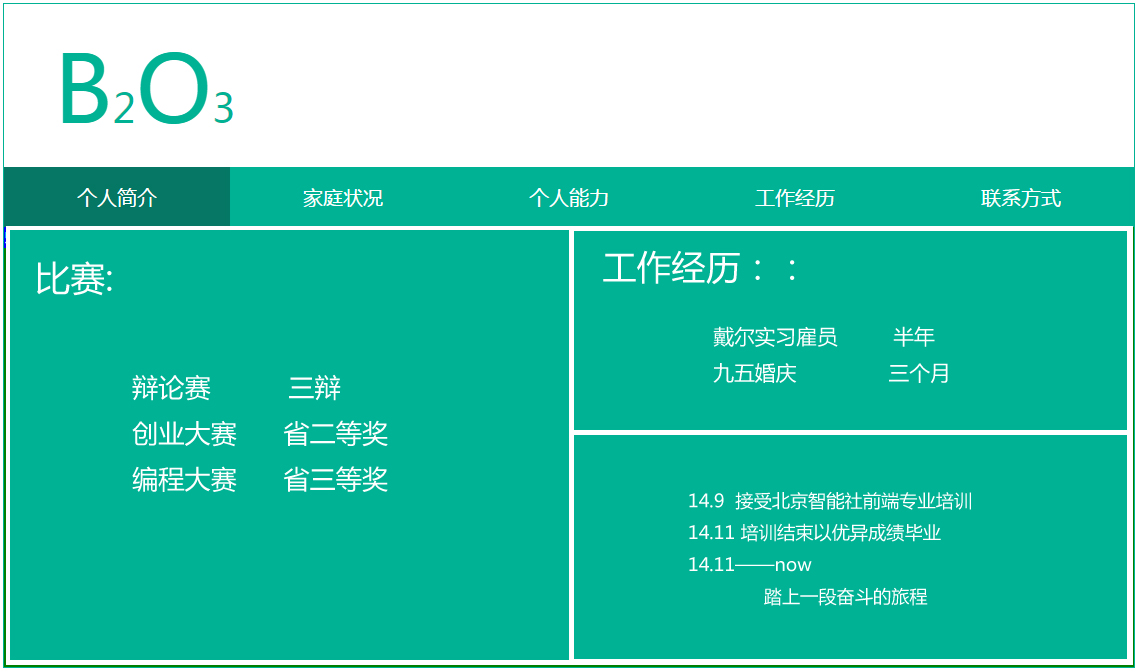 B2O3
个人简介 家庭状况 个人能力 工作经历 联系方式
比赛:
辩论赛 三辩
创业大赛 省二等奖
编程大赛 省三等奖
工作经历：：
戴尔实习雇员 半年
九五婚庆 三个月
14.9 接受北京智能社前端专业培训
14.11 培训结束以优异成绩毕业
14.11——now
踏上一段奋斗的旅程